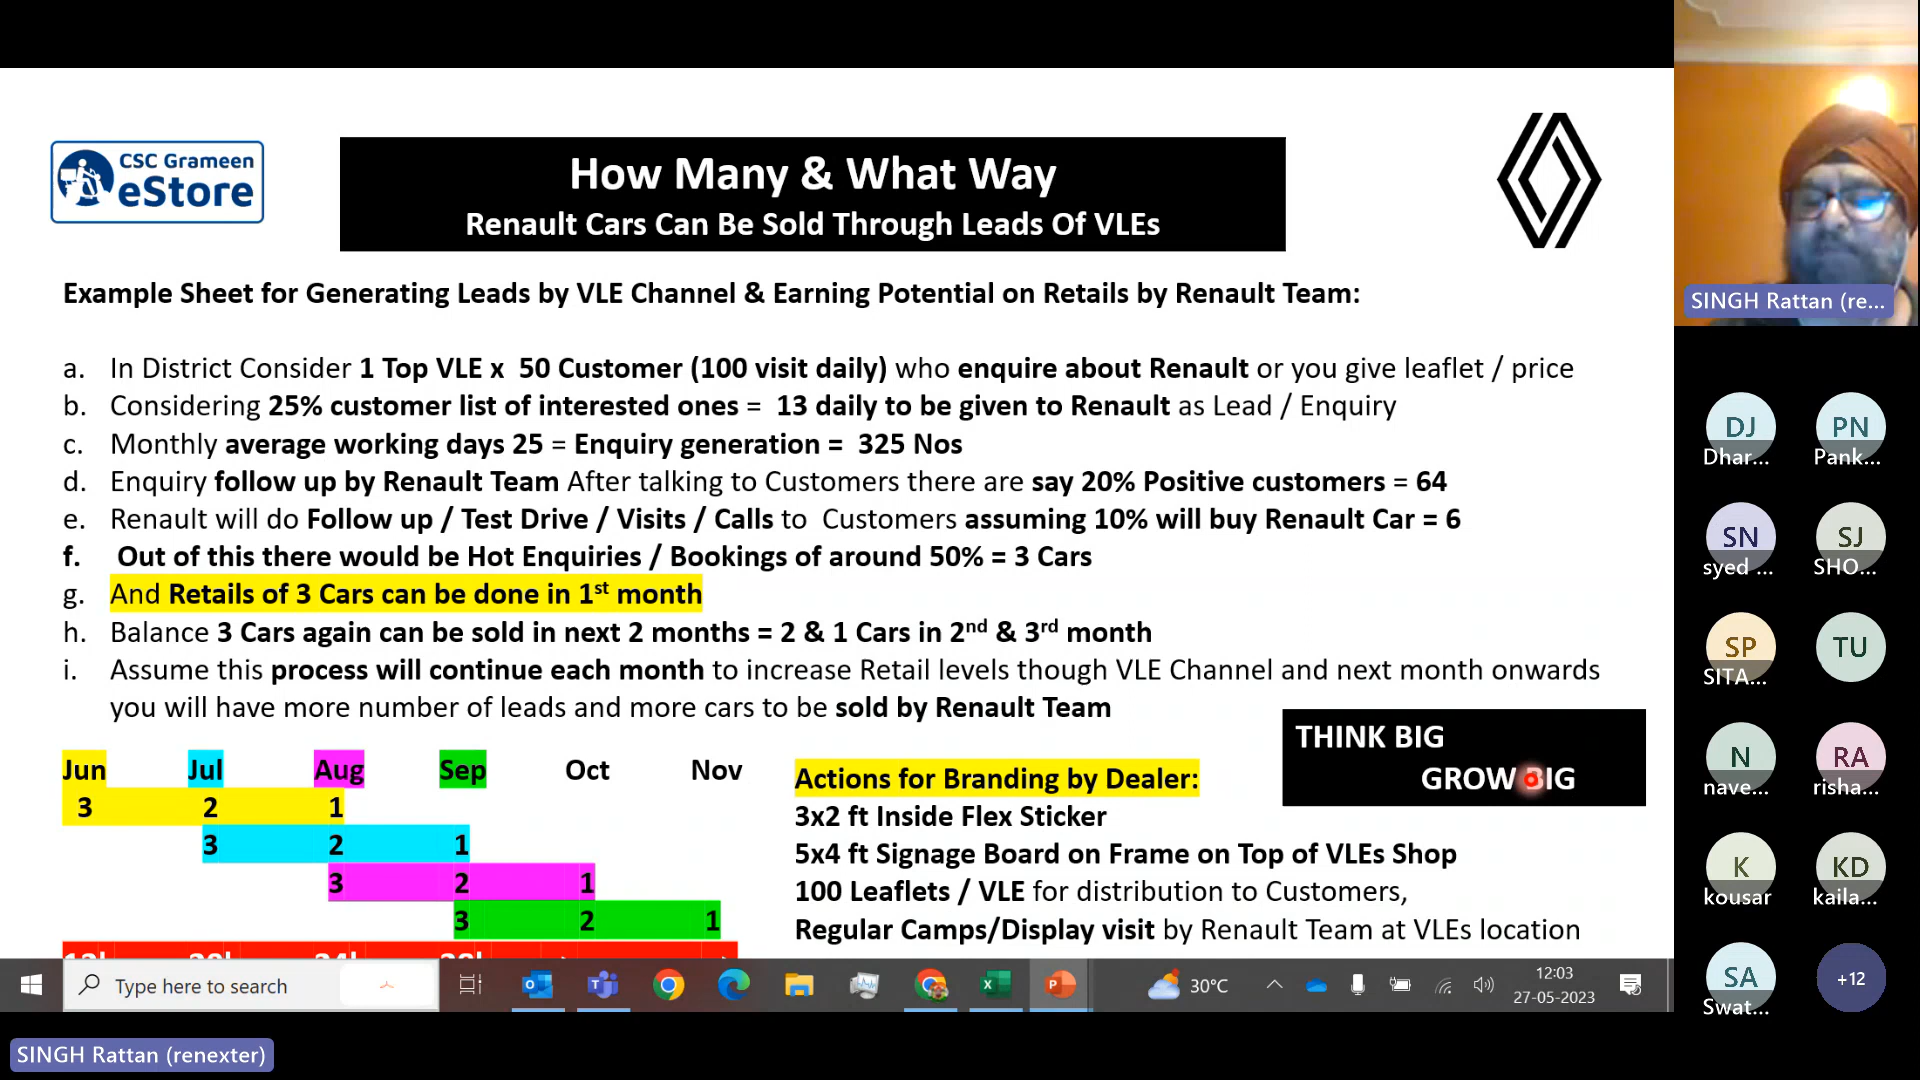 CSC Grameen
eStore
How Many & What Way
Renault Cars Can Be Sold Through Leads Of VLEs
Example Sheet for Generating Leads by VLE Channel & Earning Potential on Retails by Renault Team:
a. In District Consider 1 Top VLE x 50 Customer (100 visit daily) who enquire about Renault or you give leaflet / price
b. Considering 25% customer list of interested ones = 13 daily to be given to Renault as Lead / Enquiry
c. Monthly average working days 25 = Enquiry generation = 325 Nos
d. Enquiry follow up by Renault Team After talking to Customers there are say 20% Positive customers = 64
e. Renault will do Follow up / Test Drive / Visits / Calls to Customers assuming 10% will buy Renault Car = 6
f. Out of this there would be Hot Enquiries / Bookings of around 50% = 3 Cars
g. And Retails of 3 Cars can be done in 1st month
h. Balance 3 Cars again can be sold in next 2 months = 2 & 1 Cars in 2nd & 3rd month
i. Assume this process will continue each month to increase Retail levels though VLE Channel and next month onwards
you will have more number of leads and more cars to be sold by Renault Team
THINK BIG
GROW BIG
Jun Jul Aug Sep Oct Nov
3 2 1
3 2 1
3 2 1
3 2 1
Actions for Branding by Dealer:
3x2 ft Inside Flex Sticker
5x4 ft Signage Board on Frame on Top of VLEs Shop
100 Leaflets / VLE for distribution to Customers,
Regular Camps/Display visit by Renault Team at VLEs location
Type here to search
30°C
12:03
27-05-2023
SINGH Rattan (renexter)
SINGH Rattan (re...
DJ PN
Dhar... Pank...
SN SJ
syed ... SHO...
SP TU
SITA...
N RA
nave... risha...
K KD
kousar kaila...
SA +12
Swat...